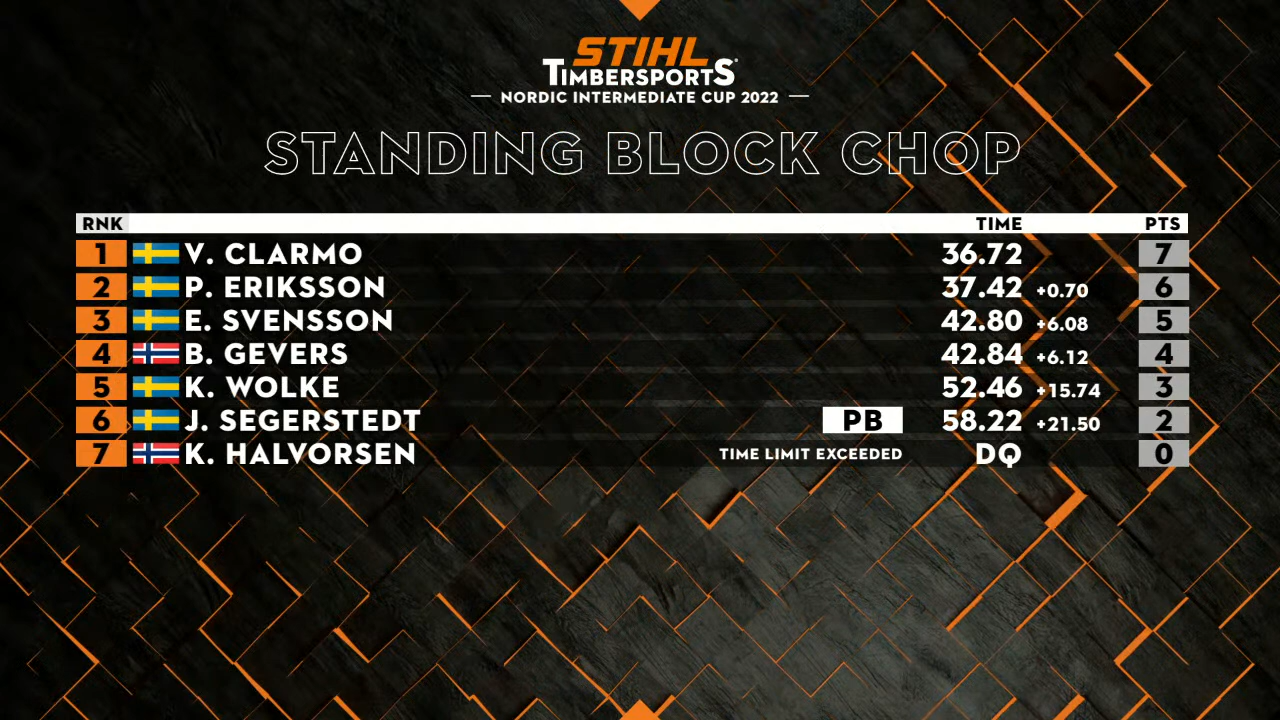 STIHL
TIMBERSPORTS
NORDIC INTERMEDIATE CUP 2022
STANDING BLOCK CHOP
RNK TIME PTS
1 V. CLARMO 36.72 7
2 P. ERIKSSON 37.42 +0.70 6
3 E. SVENSSON 42.80 +6.08 5
4 B. GEVERS 42.84 +6.12 4
5 K. WOLKE 52.46 +15.74 3
6 J. SEGERSTEDT PB 58.22 +21.50 2
7 K. HALVORSEN TIME LIMIT EXCEEDED DQ 0